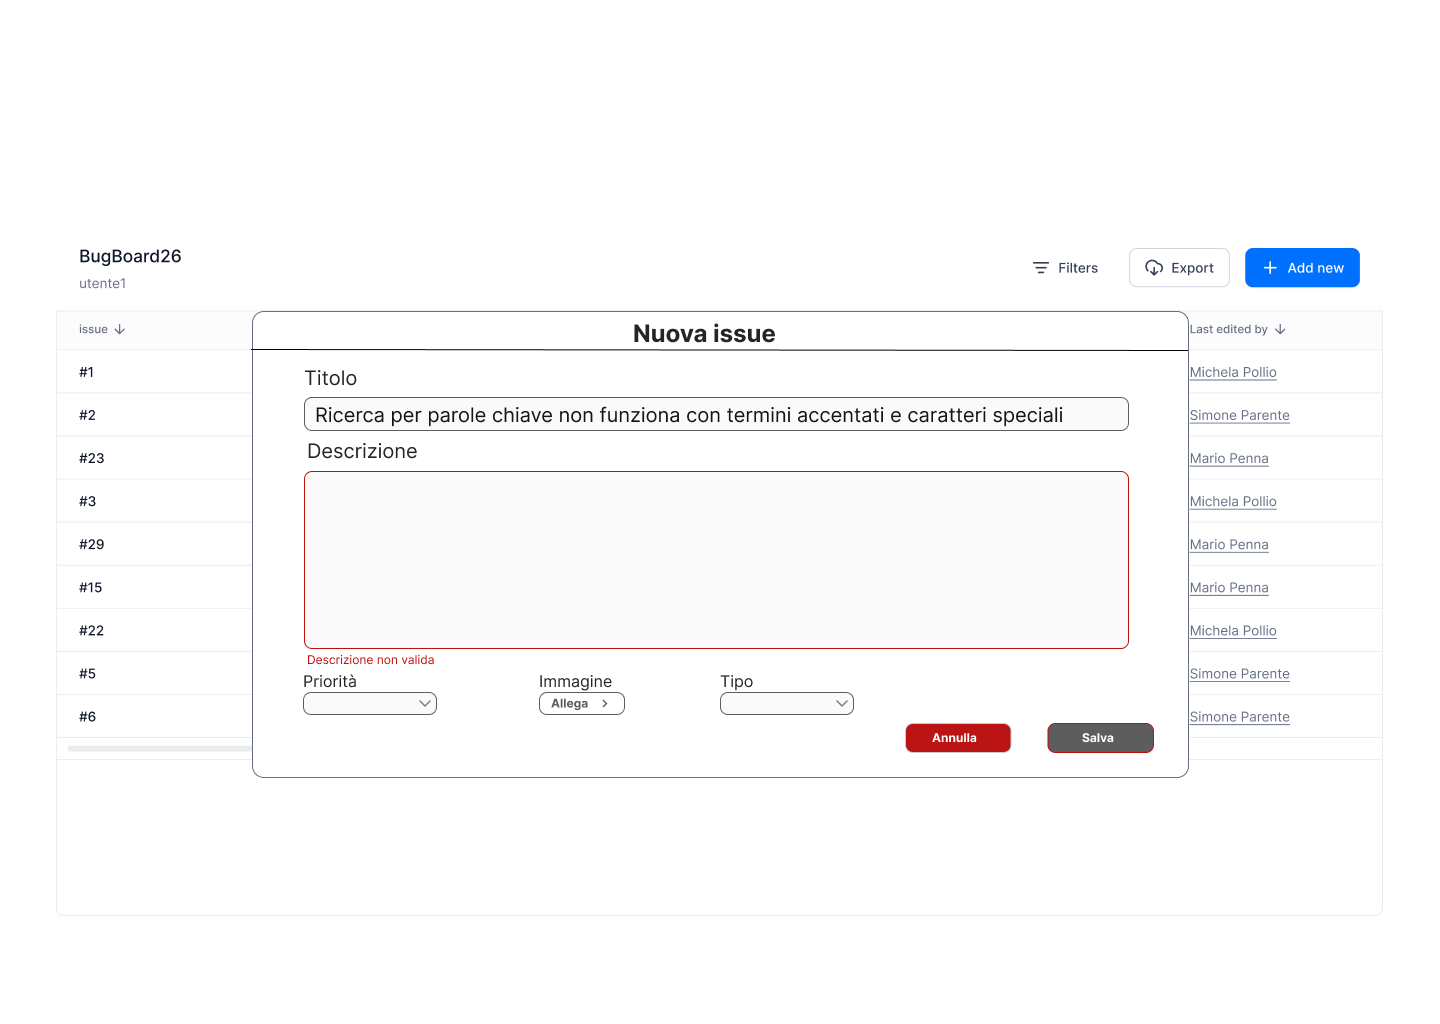 BugBoard26
utente1
Filters
Export
Add new
issue
Last edited by
#1
Michela Pollio
#2
Simone Parente
#23
Mario Penna
#3
Michela Pollio
#29
Mario Penna
#15
Mario Penna
#22
Michela Pollio
#5
Simone Parente
#6
Simone Parente
Nuova issue
Titolo
Ricerca per parole chiave non funziona con termini accentati e caratteri speciali
Descrizione
Descrizione non valida
Priorità
Immagine
Tipo
Allega
Annulla
Salva